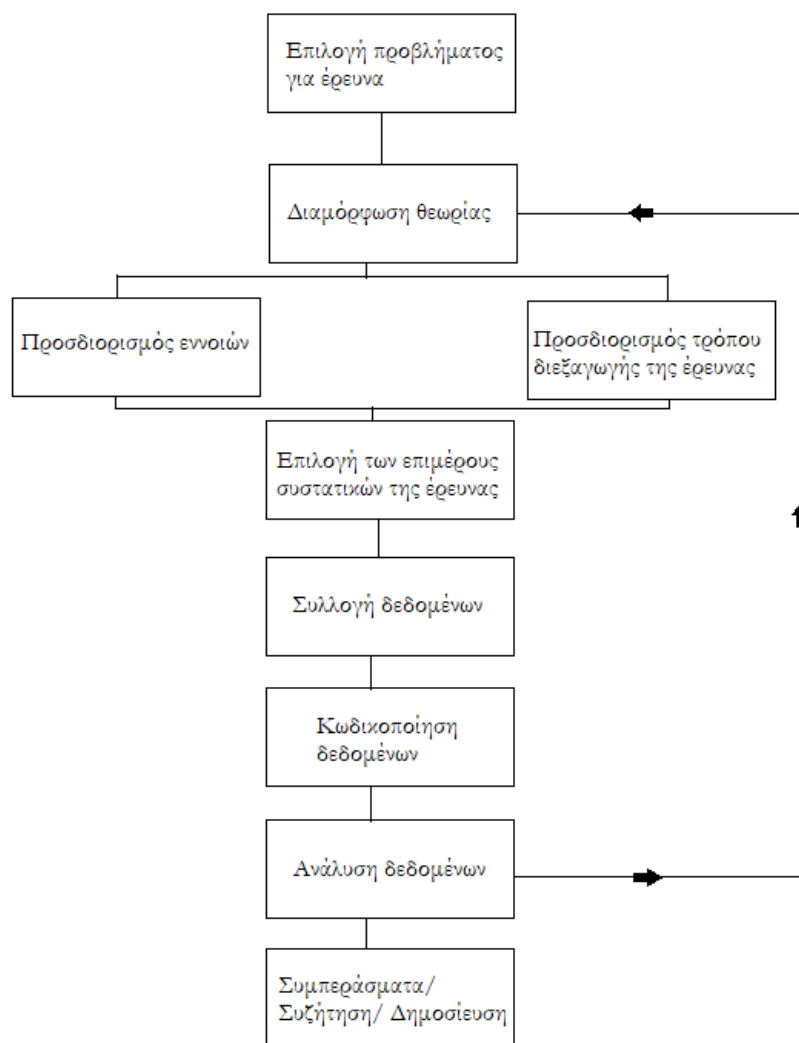 Επιλογή προβλήματος
για έρευνα
Διαμόρφωση θεωρίας
Προσδιορισμός εννοιών
Προσδιορισμός τρόπου
διεξαγωγής της έρευνας
Επιλογή των επιμέρους
συστατικών της έρευνας
Συλλογή δεδομένων
Κωδικοποίηση
δεδομένων
Ανάλυση δεδομένων
Συμπεράσματα/
Συζήτηση/ Δημοσίευση